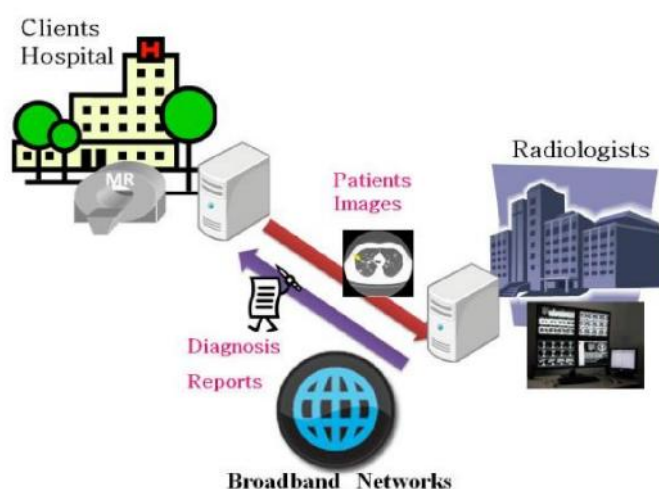 Clients
Hospital
H
MR
Radiologists
Patients
Images
Diagnosis
Reports
Broadband Networks